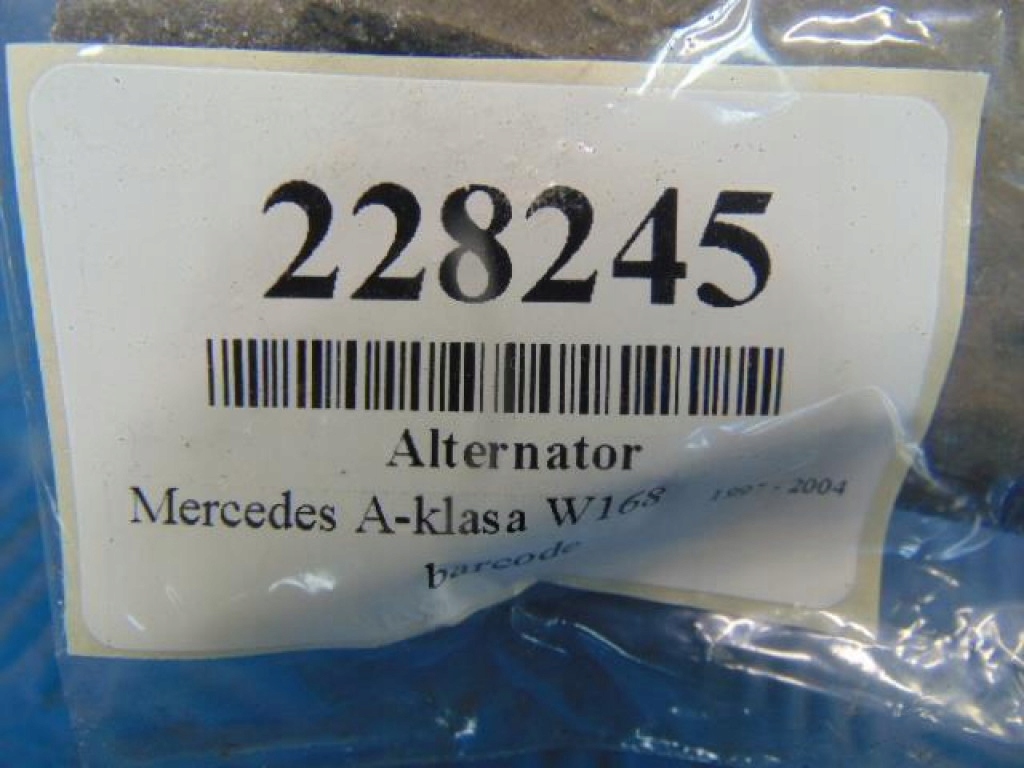 228245
Alternator
Mercedes A-klasa W168 1997 - 2004
barcode